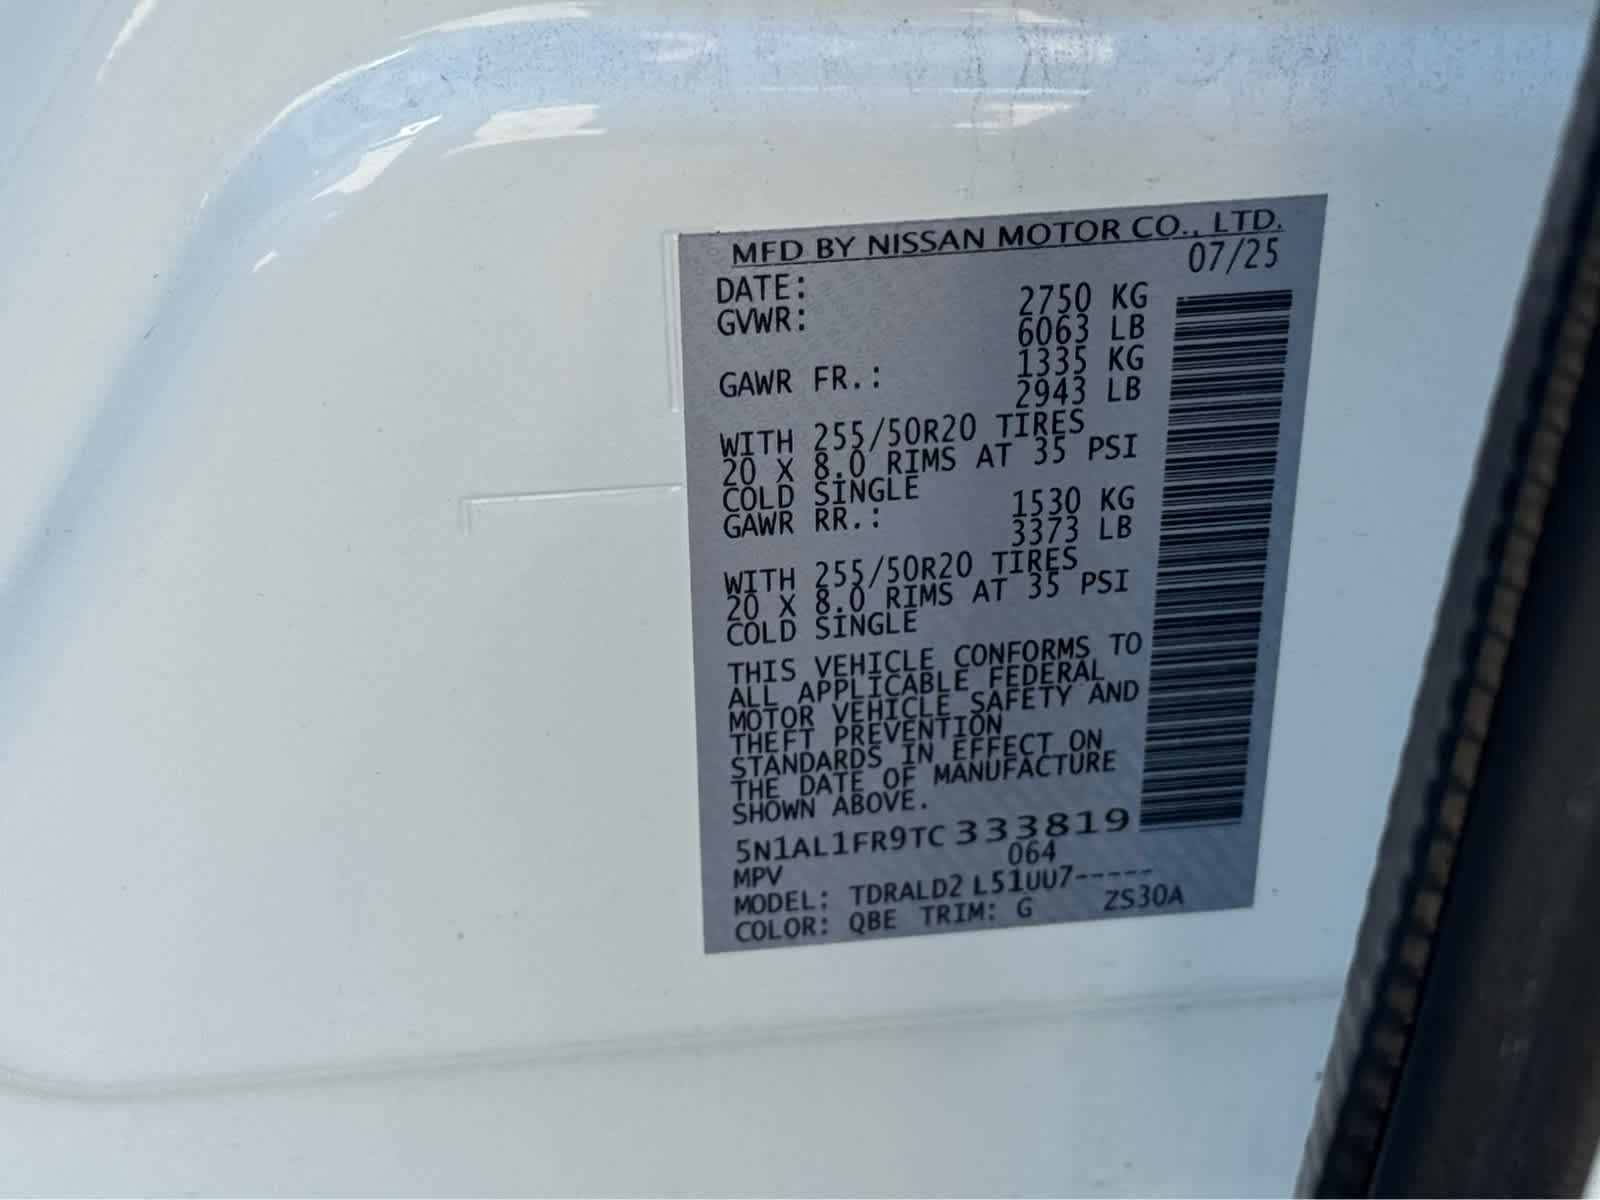 MFD BY NISSAN MOTOR CO., LTD.
DATE: 07/25
GVWR: 2750 KG
6063 LB
GAWR FR.: 1335 KG
2943 LB
WITH 255/50R20 TIRES
20 X 8.0 RIMS AT 35 PSI
COLD SINGLE
GAWR RR.: 1530 KG
3373 LB
WITH 255/50R20 TIRES
20 X 8.0 RIMS AT 35 PSI
COLD SINGLE
THIS VEHICLE CONFORMS TO
ALL APPLICABLE FEDERAL
MOTOR VEHICLE SAFETY AND
THEFT PREVENTION
STANDARDS IN EFFECT ON
THE DATE OF MANUFACTURE
SHOWN ABOVE.
5N1AL1FR9TC333819
MPV 064
MODEL: TDRALD2 L51UU7-----
COLOR: QBE TRIM: G ZS30A